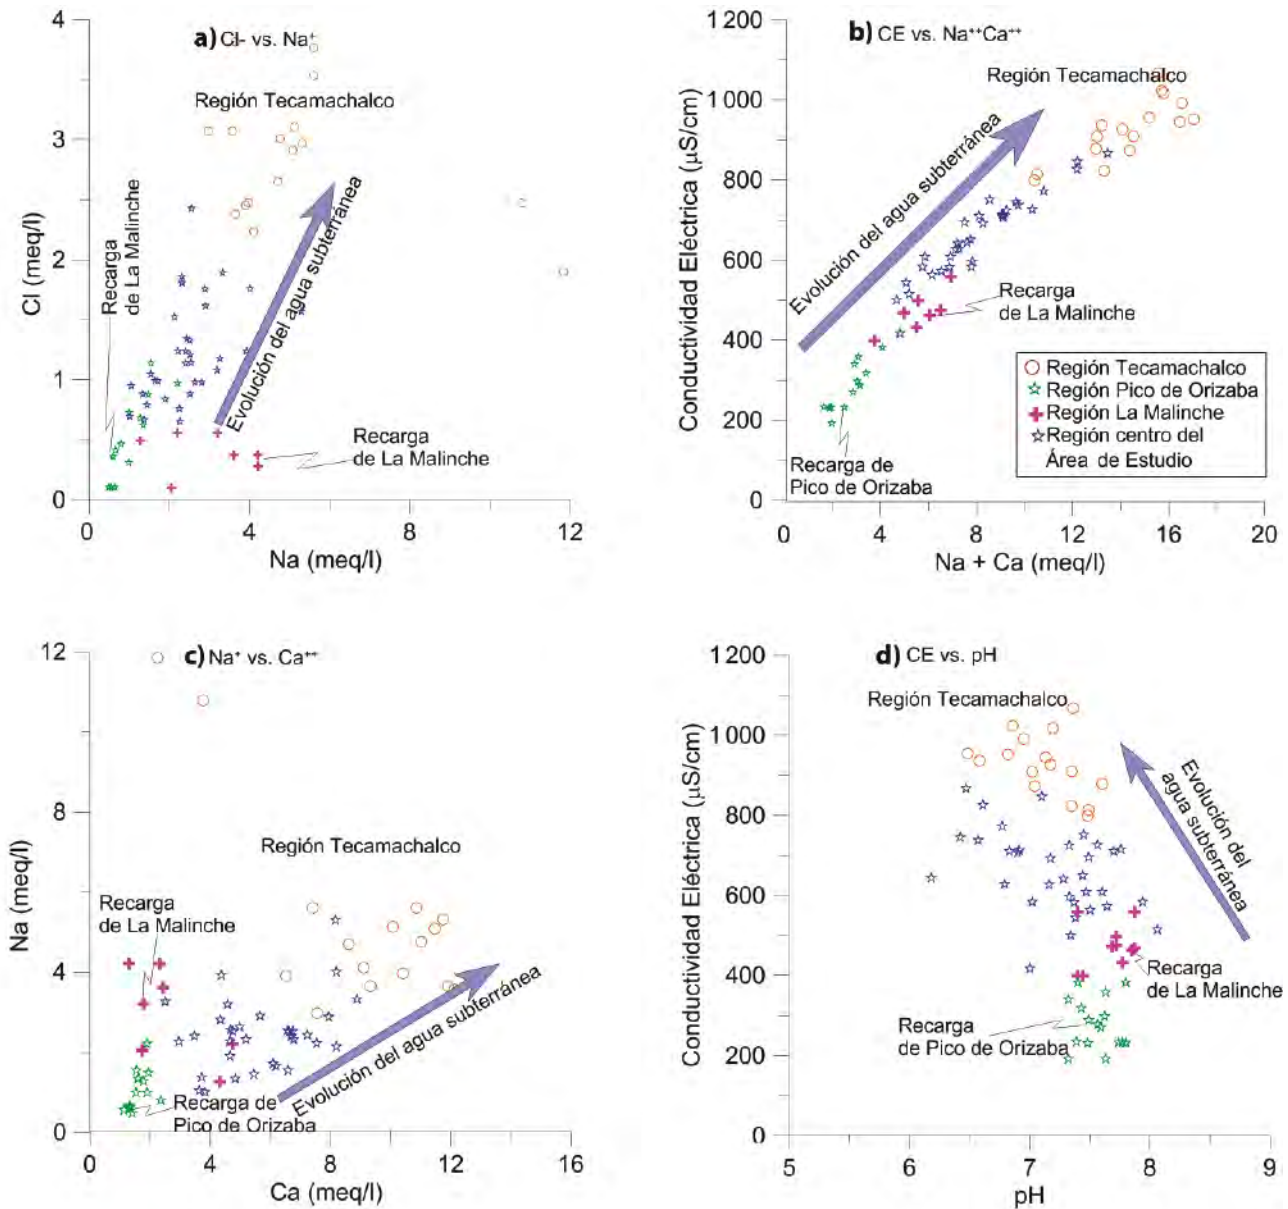 a) Cl- vs. Na⁺
Región Tecamachalco
Recarga
de La Malinche
Evolución del agua subterránea
Recarga
de La Malinche
Cl (meq/l)
4
3
2
1
0
0
4
8
12
Na (meq/l)
b) CE vs. Na⁺⁺Ca⁺⁺
Región Tecamachalco
Evolución del agua subterránea
Recarga
de La Malinche
Recarga de
Pico de Orizaba
Región Tecamachalco
Región Pico de Orizaba
Región La Malinche
Región centro del
Área de Estudio
Conductividad Eléctrica (µS/cm)
1 200
1 000
800
600
400
200
0
0
4
8
12
16
20
Na + Ca (meq/l)
c) Na⁺ vs. Ca⁺⁺
Región Tecamachalco
Recarga
de La Malinche
Evolución del agua subterránea
Recarga de
Pico de Orizaba
Na (meq/l)
12
8
4
0
0
4
8
12
16
Ca (meq/l)
d) CE vs. pH
Región Tecamachalco
Evolución del
agua subterránea
Recarga
de La Malinche
Recarga
de Pico de Orizaba
Conductividad Eléctrica (µS/cm)
1 200
1 000
800
600
400
200
0
5
6
7
8
9
pH